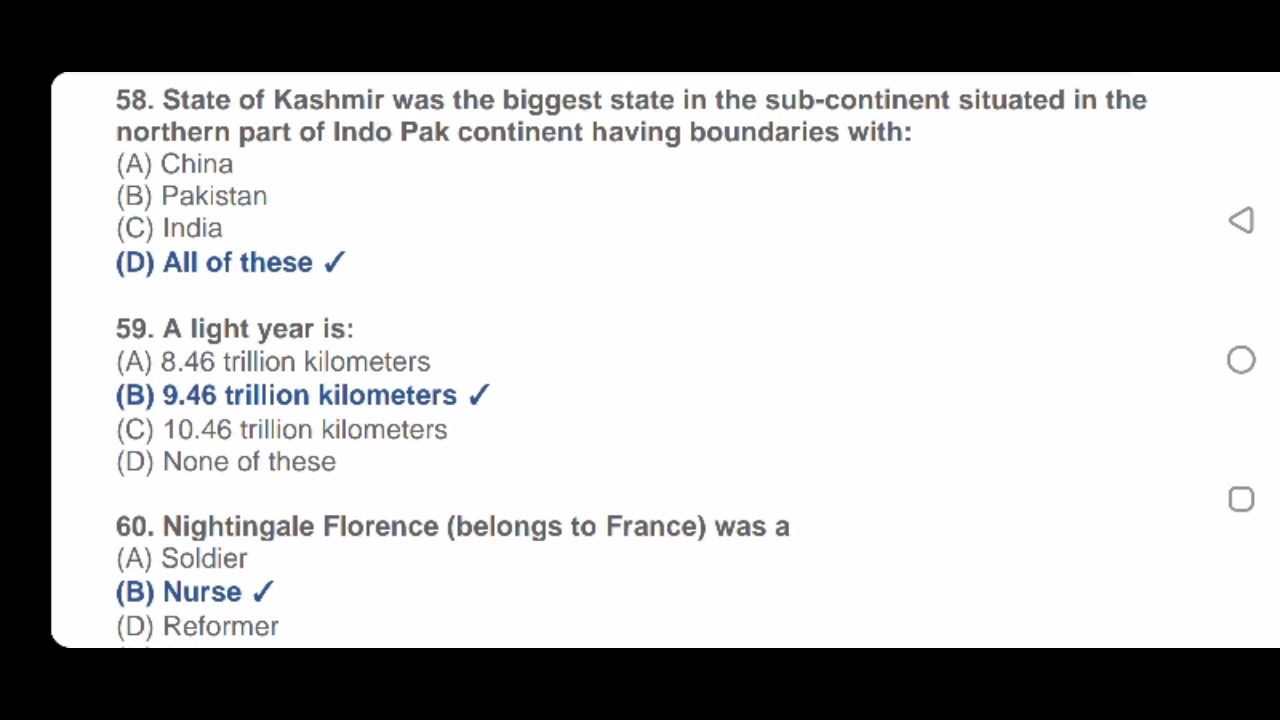 58. State of Kashmir was the biggest state in the sub-continent situated in the
northern part of Indo Pak continent having boundaries with:
(A) China
(B) Pakistan
(C) India
(D) All of these ✓
59. A light year is:
(A) 8.46 trillion kilometers
(B) 9.46 trillion kilometers ✓
(C) 10.46 trillion kilometers
(D) None of these
60. Nightingale Florence (belongs to France) was a
(A) Soldier
(B) Nurse ✓
(D) Reformer